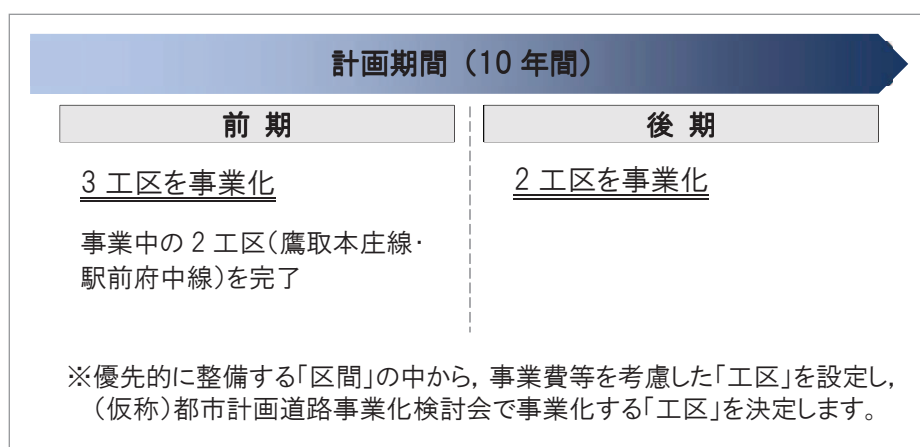 計画期間（10 年間）
前 期
後 期
3 工区を事業化
2 工区を事業化
事業中の 2 工区（鷹取本庄線・
駅前府中線）を完了
※優先的に整備する「区間」の中から，事業費等を考慮した「工区」を設定し，
（仮称）都市計画道路事業化検討会で事業化する「工区」を決定します。